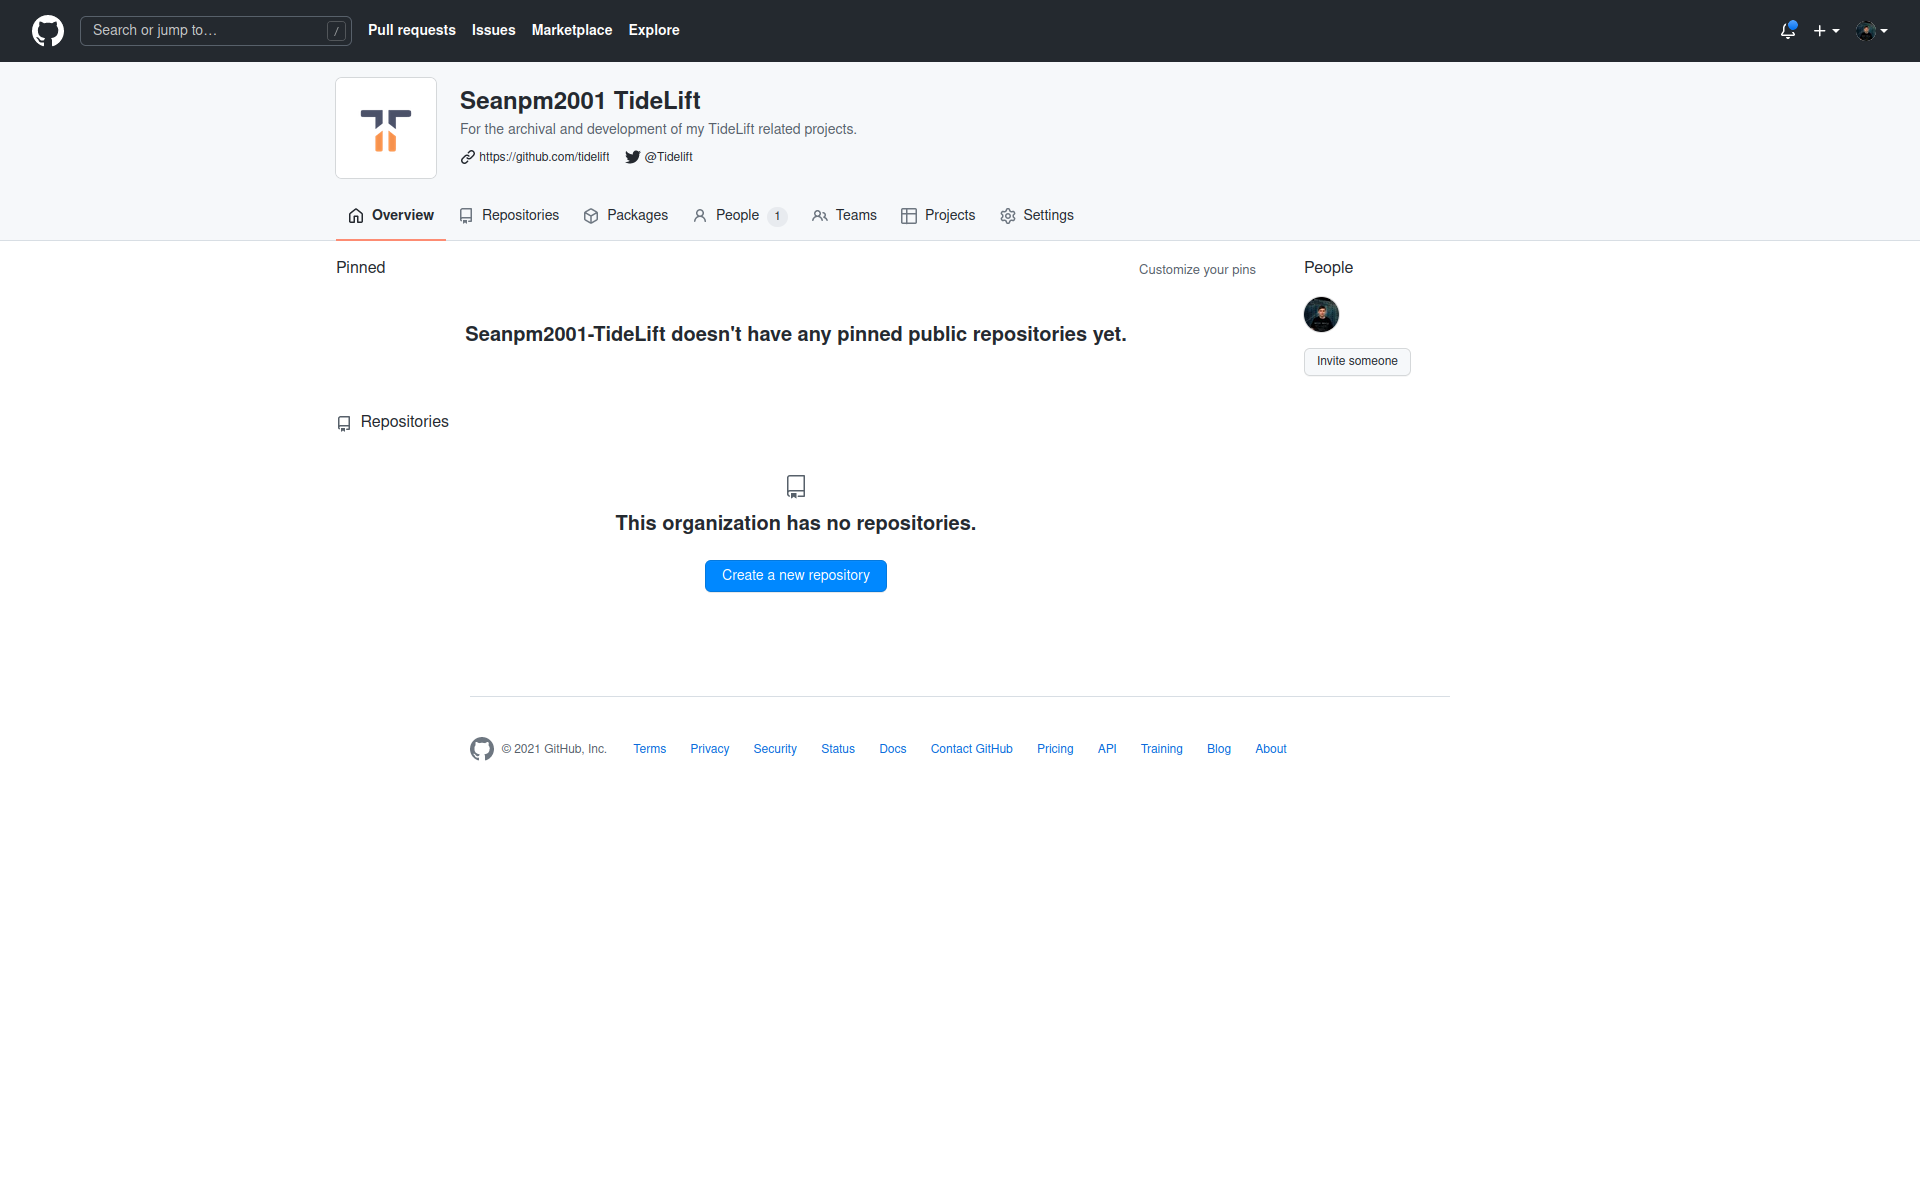 Search or jump to… /
Pull requests Issues Marketplace Explore
Seanpm2001 TideLift
For the archival and development of my TideLift related projects.
https://github.com/tidelift @Tidelift
Overview Repositories Packages People 1 Teams Projects Settings
Pinned
Customize your pins
Seanpm2001-TideLift doesn't have any pinned public repositories yet.
Repositories
This organization has no repositories.
Create a new repository
People
Invite someone
© 2021 GitHub, Inc. Terms Privacy Security Status Docs Contact GitHub Pricing API Training Blog About